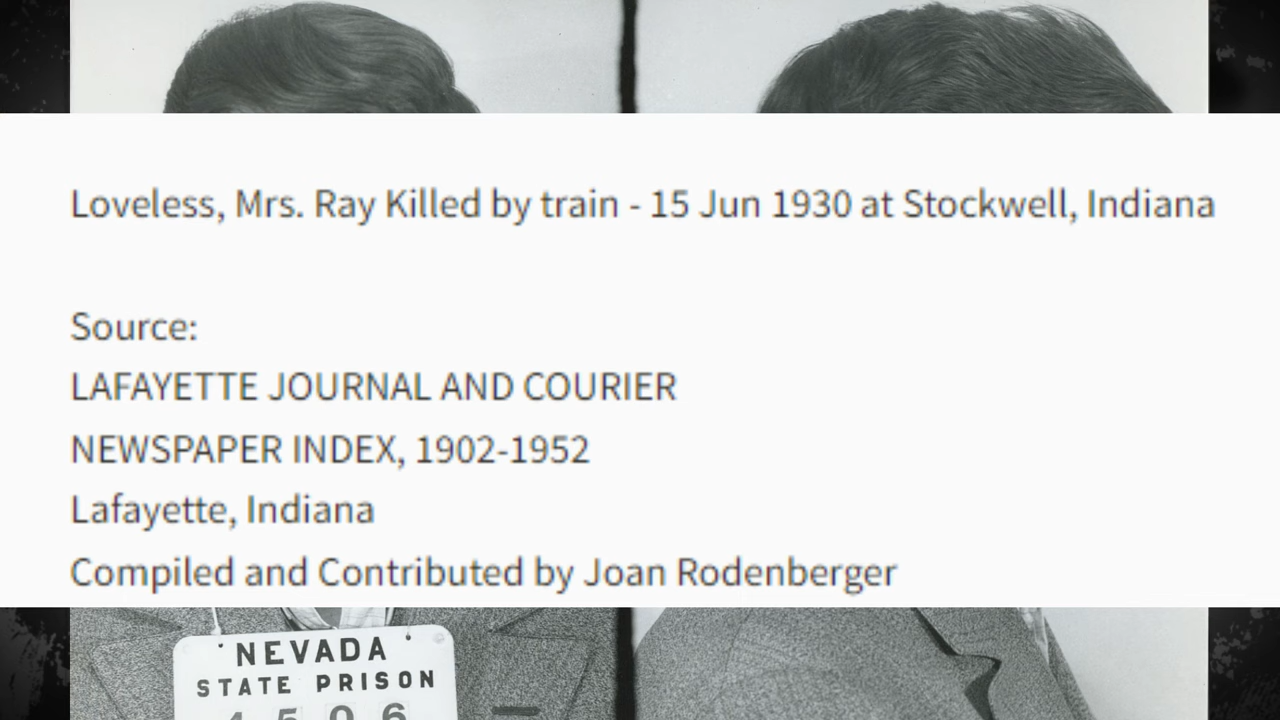 Loveless, Mrs. Ray Killed by train - 15 Jun 1930 at Stockwell, Indiana
Source:
LAFAYETTE JOURNAL AND COURIER
NEWSPAPER INDEX, 1902-1952
Lafayette, Indiana
Compiled and Contributed by Joan Rodenberger
NEVADA
STATE PRISON
4506